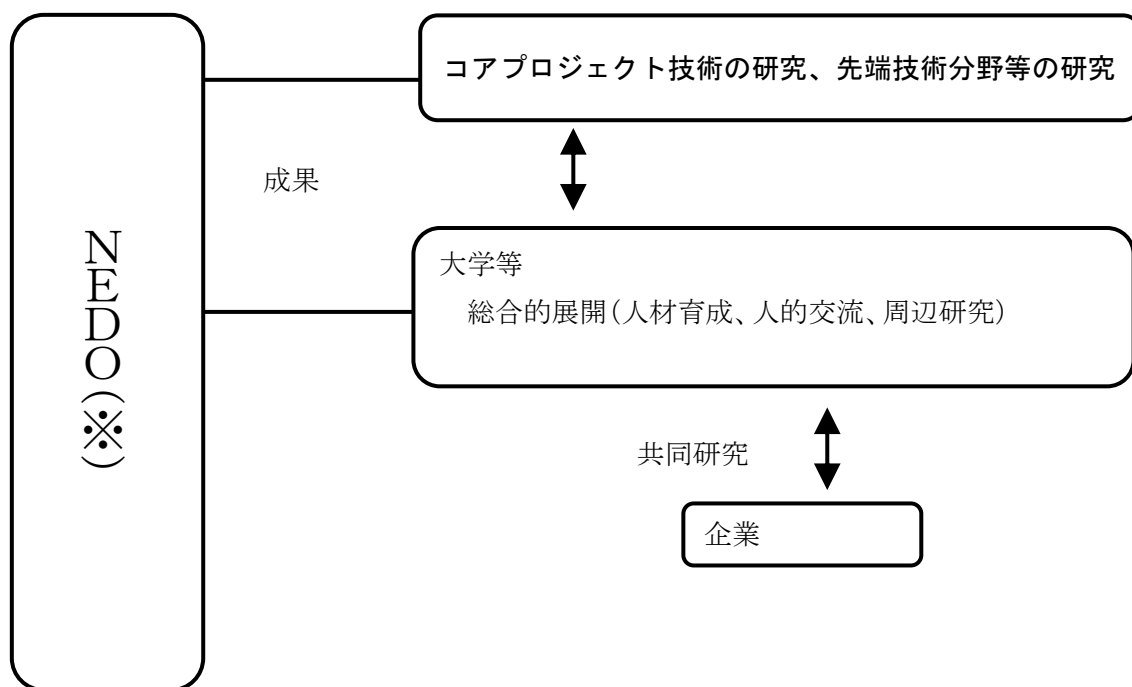 NEDO(※)
コアプロジェクト技術の研究、先端技術分野等の研究
成果
大学等
総合的展開(人材育成、人的交流、周辺研究)
共同研究
企業